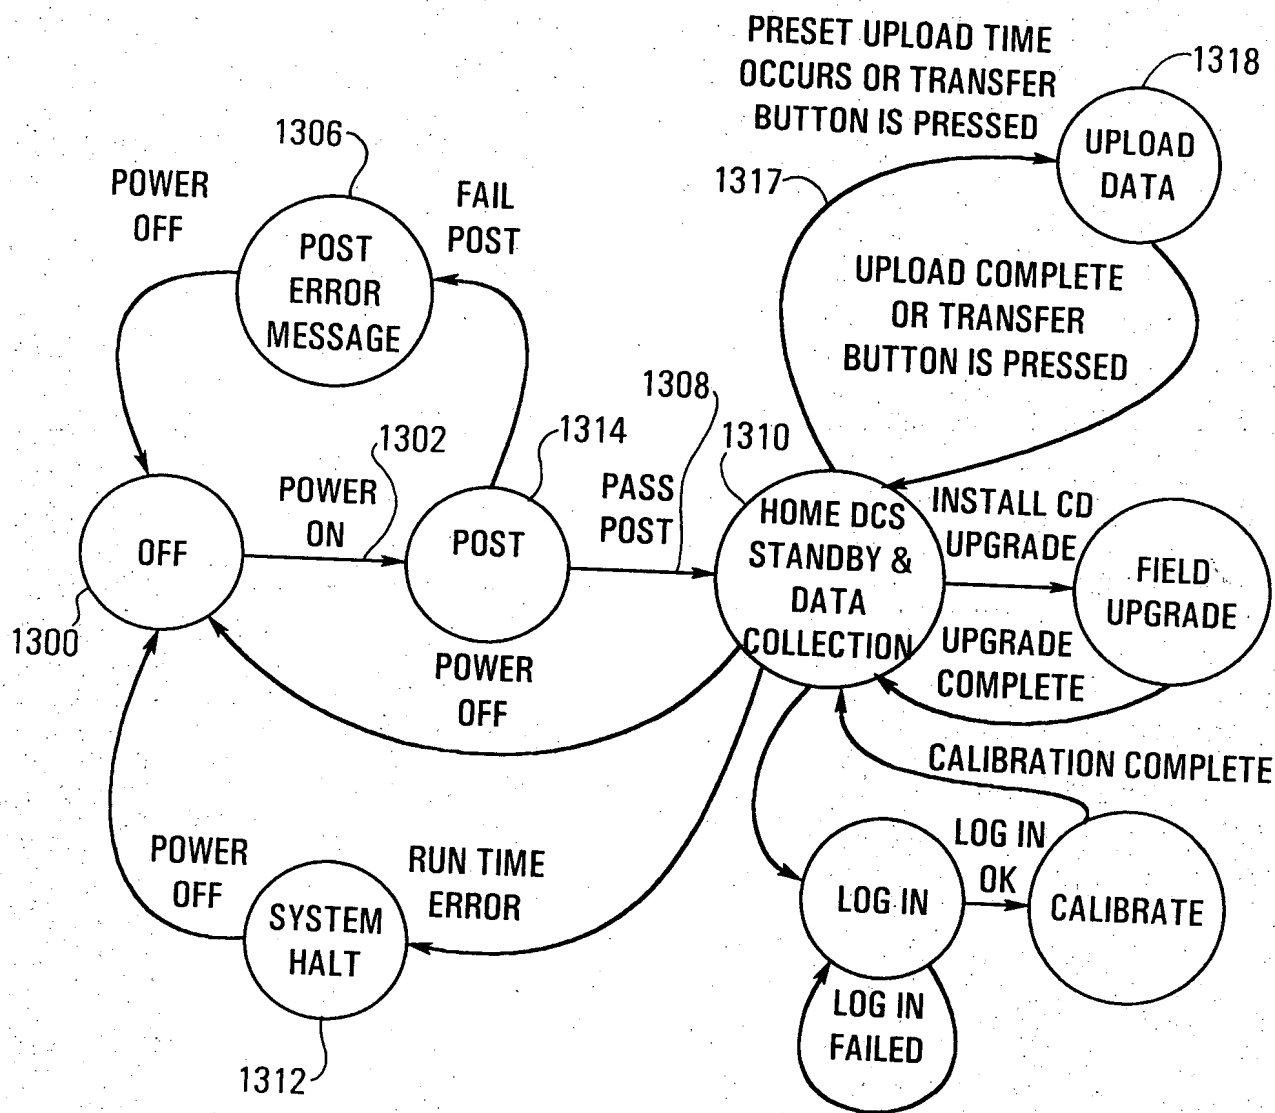 PRESET UPLOAD TIME
OCCURS OR TRANSFER
BUTTON IS PRESSED
1318
UPLOAD
DATA
1317
UPLOAD COMPLETE
OR TRANSFER
BUTTON IS PRESSED
1306
POWER
OFF
FAIL
POST
POST
ERROR
MESSAGE
1302
1314
1308
1310
POWER
ON
PASS
POST
OFF
POST
HOME DCS
STANDBY &
DATA
COLLECTION
INSTALL CD
UPGRADE
FIELD
UPGRADE
UPGRADE
COMPLETE
1300
POWER
OFF
CALIBRATION COMPLETE
POWER
OFF
RUN TIME
ERROR
SYSTEM
HALT
1312
LOG IN
LOG IN
OK
CALIBRATE
LOG IN
FAILED